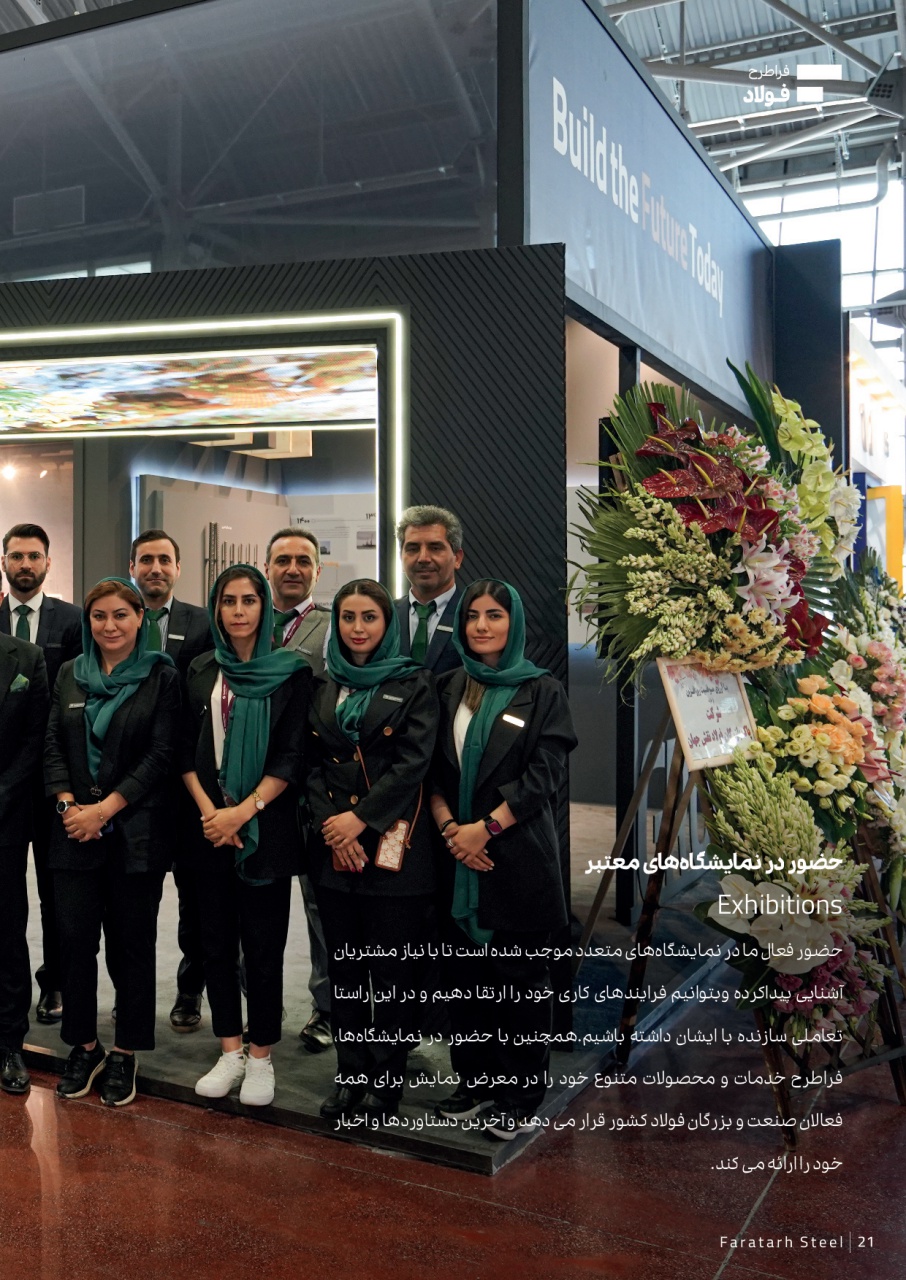 فراطرح
فولاد
Build the Future Today
۱۴۰۰
شرکت
حضور در نمایشگاه‌های معتبر
Exhibitions
حضور فعال ما در نمایشگاه‌های متعدد موجب شده است تا با نیاز مشتریان
آشنایی پیداکرده وبتوانیم فرایندهای کاری خود را ارتقا دهیم و در این راستا
تعاملی سازنده با ایشان داشته باشیم.همچنین با حضور در نمایشگاه‌ها،
فراطرح خدمات و محصولات متنوع خود را در معرض نمایش برای همه
فعالان صنعت و بزرگان فولاد کشور قرار می دهد وآخرین دستاوردها و اخبار
خود را ارائه می کند.
Faratarh Steel | 21